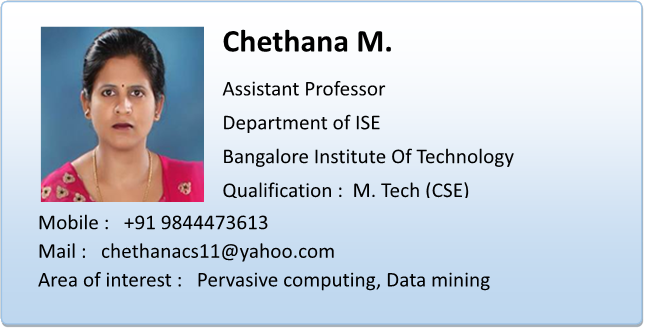 Chethana M.
Assistant Professor
Department of ISE
Bangalore Institute Of Technology
Qualification : M. Tech (CSE)
Mobile : +91 9844473613
Mail : chethanacs11@yahoo.com
Area of interest : Pervasive computing, Data mining